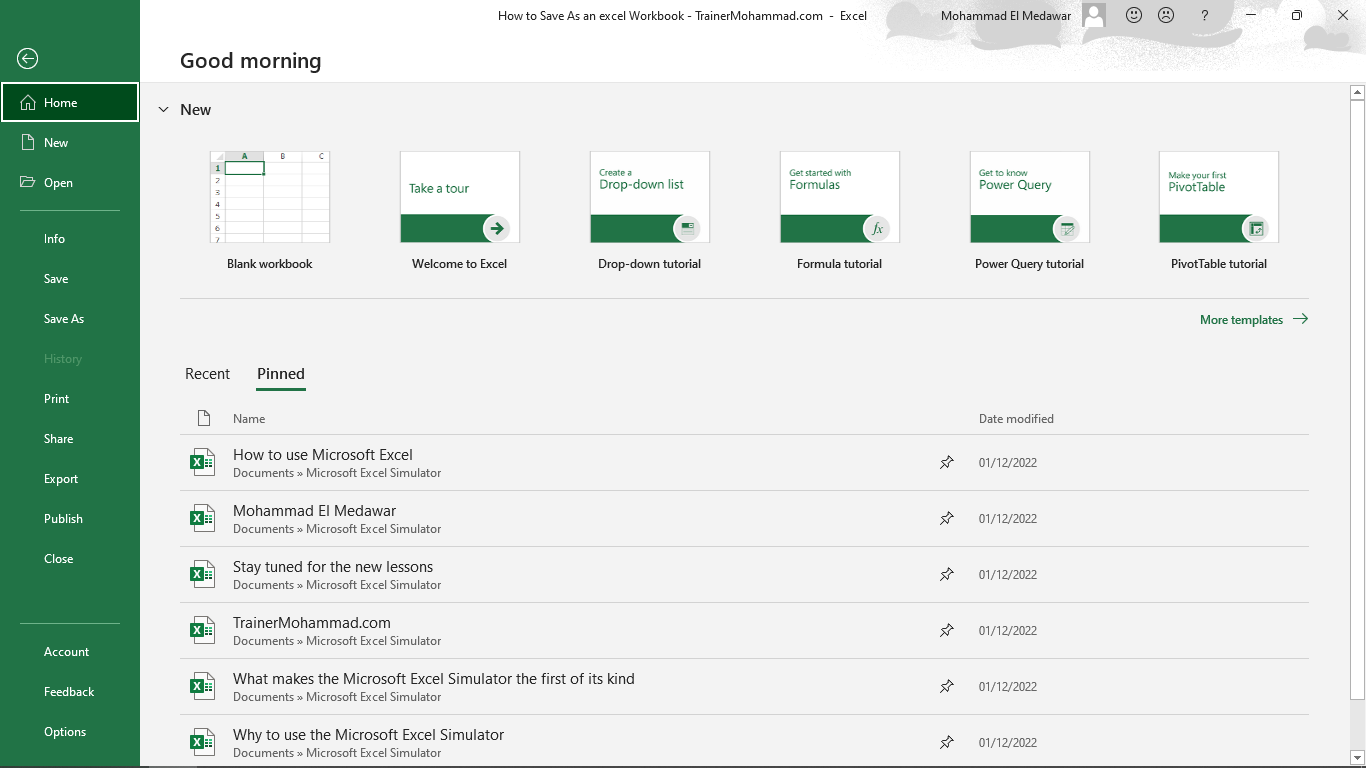 How to Save As an excel Workbook - TrainerMohammad.com - Excel
Mohammad El Medawar
?
Good morning
Home
New
Open
Info
Save
Save As
History
Print
Share
Export
Publish
Close
Account
Feedback
Options
New
A B C
1
2
3
4
5
6
7
Blank workbook
Take a tour
Welcome to Excel
Create a
Drop-down list
Drop-down tutorial
Get started with
Formulas
fx
Formula tutorial
Get to know
Power Query
Power Query tutorial
Make your first
PivotTable
PivotTable tutorial
More templates
Recent Pinned
Name Date modified
How to use Microsoft Excel
Documents » Microsoft Excel Simulator
01/12/2022
Mohammad El Medawar
Documents » Microsoft Excel Simulator
01/12/2022
Stay tuned for the new lessons
Documents » Microsoft Excel Simulator
01/12/2022
TrainerMohammad.com
Documents » Microsoft Excel Simulator
01/12/2022
What makes the Microsoft Excel Simulator the first of its kind
Documents » Microsoft Excel Simulator
01/12/2022
Why to use the Microsoft Excel Simulator
Documents » Microsoft Excel Simulator
01/12/2022